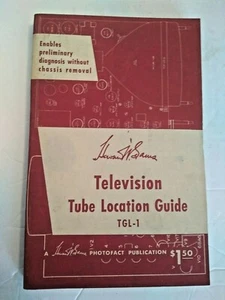 Enables
preliminary
diagnosis without
chassis removal
Howard W. Sams
Television
Tube Location Guide
TGL-1
A Howard W. Sams PHOTOFACT PUBLICATION $1.50